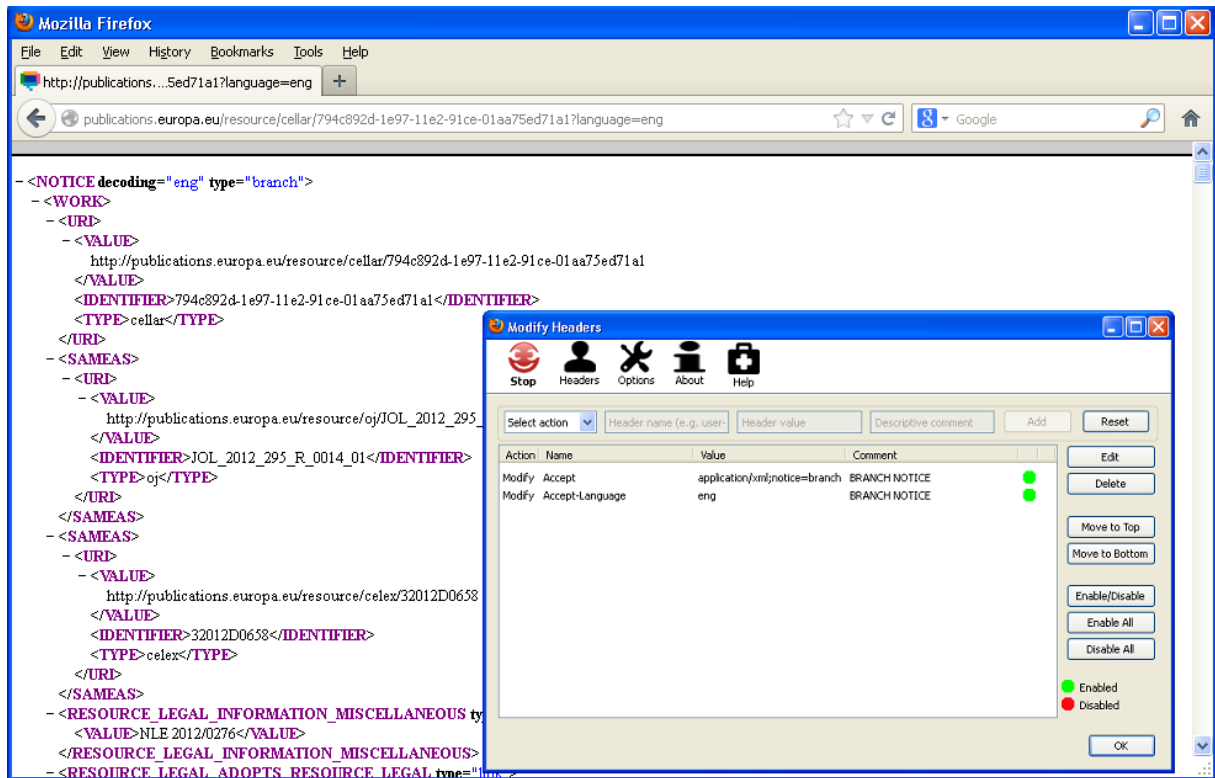 Mozilla Firefox
File Edit View History Bookmarks Tools Help
http://publications....5ed71a1?language=eng +
publications.europa.eu/resource/cellar/794c892d-1e97-11e2-91ce-01aa75ed71a1?language=eng 8 Google
- <NOTICE decoding="eng" type="branch">
- <WORK>
- <URI>
- <VALUE>
http://publications.europa.eu/resource/cellar/794c892d-1e97-11e2-91ce-01aa75ed71a1
</VALUE>
<IDENTIFIER>794c892d-1e97-11e2-91ce-01aa75ed71a1</IDENTIFIER>
<TYPE>cellar</TYPE>
</URI>
- <SAMEAS>
- <URI>
- <VALUE>
http://publications.europa.eu/resource/oj/JOL_2012_295_
</VALUE>
<IDENTIFIER>JOL_2012_295_R_0014_01</IDENTIFIER>
<TYPE>oj</TYPE>
</URI>
</SAMEAS>
- <SAMEAS>
- <URI>
- <VALUE>
http://publications.europa.eu/resource/celex/32012D0658
</VALUE>
<IDENTIFIER>32012D0658</IDENTIFIER>
<TYPE>celex</TYPE>
</URI>
</SAMEAS>
- <RESOURCE_LEGAL_INFORMATION_MISCELLANEOUS ty
<VALUE>NLE 2012/0276</VALUE>
</RESOURCE_LEGAL_INFORMATION_MISCELLANEOUS>
- <RESOURCE_LEGAL_ADOPTS_RESOURCE_LEGAL type="link">
Modify Headers
Stop Headers Options About Help
Select action Header name (e.g. user- Header value Descriptive comment Add Reset
Action Name Value Comment
Modify Accept application/xml;notice=branch BRANCH NOTICE
Modify Accept-Language eng BRANCH NOTICE
Edit
Delete
Move to Top
Move to Bottom
Enable/Disable
Enable All
Disable All
Enabled
Disabled
OK